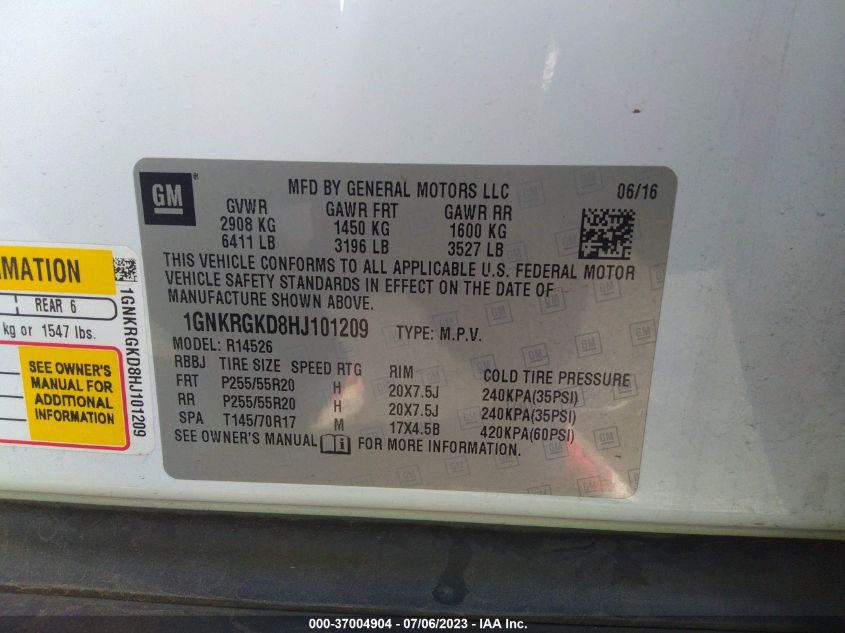 GM
MFD BY GENERAL MOTORS LLC 06/16
GVWR GAWR FRT GAWR RR
2908 KG 1450 KG 1600 KG
6411 LB 3196 LB 3527 LB
THIS VEHICLE CONFORMS TO ALL APPLICABLE U.S. FEDERAL MOTOR
VEHICLE SAFETY STANDARDS IN EFFECT ON THE DATE OF
MANUFACTURE SHOWN ABOVE.
1GNKRGKD8HJ101209 TYPE: M.P.V.
MODEL: R14526
RBBJ TIRE SIZE SPEED RTG RIM COLD TIRE PRESSURE
FRT P255/55R20 H 20X7.5J 240KPA(35PSI)
RR P255/55R20 H 20X7.5J 240KPA(35PSI)
SPA T145/70R17 M 17X4.5B 420KPA(60PSI)
SEE OWNER'S MANUAL FOR MORE INFORMATION.
MATION
REAR 6
kg or 1547 lbs.
SEE OWNER'S
MANUAL FOR
ADDITIONAL
INFORMATION
1GNKRGKD8HJ101209
000-37004904 - 07/06/2023 - IAA Inc.